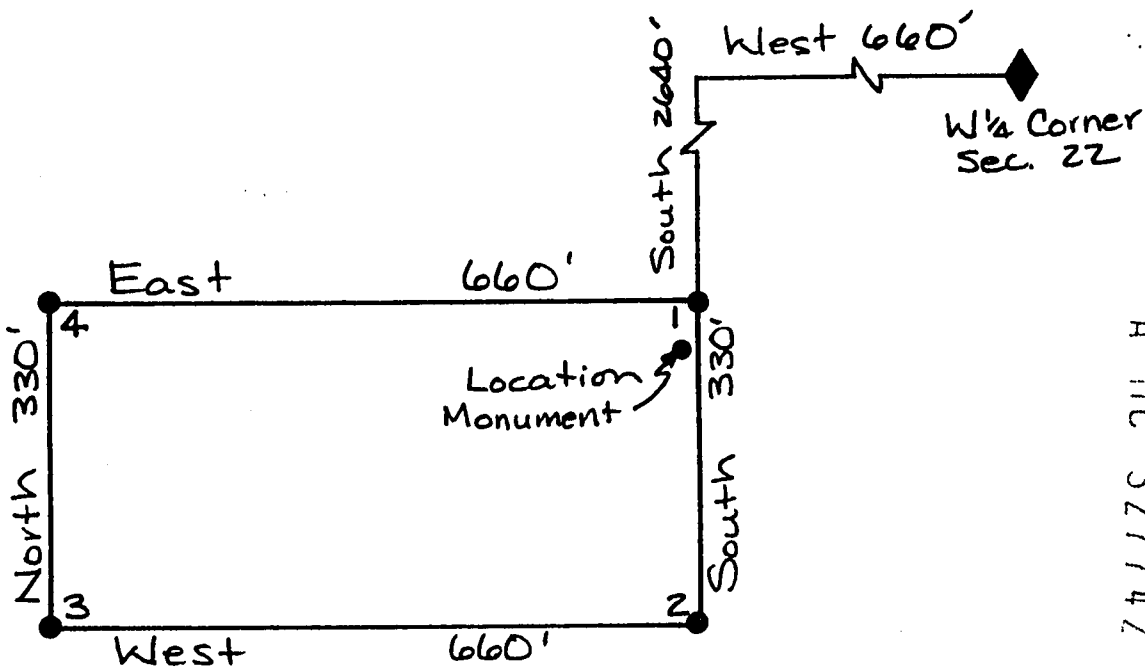 West 660'
South 2640'
W¼ Corner
Sec. 22
East 660'
4
1
Location
Monument
North 330'
South 330'
3
2
West 660'